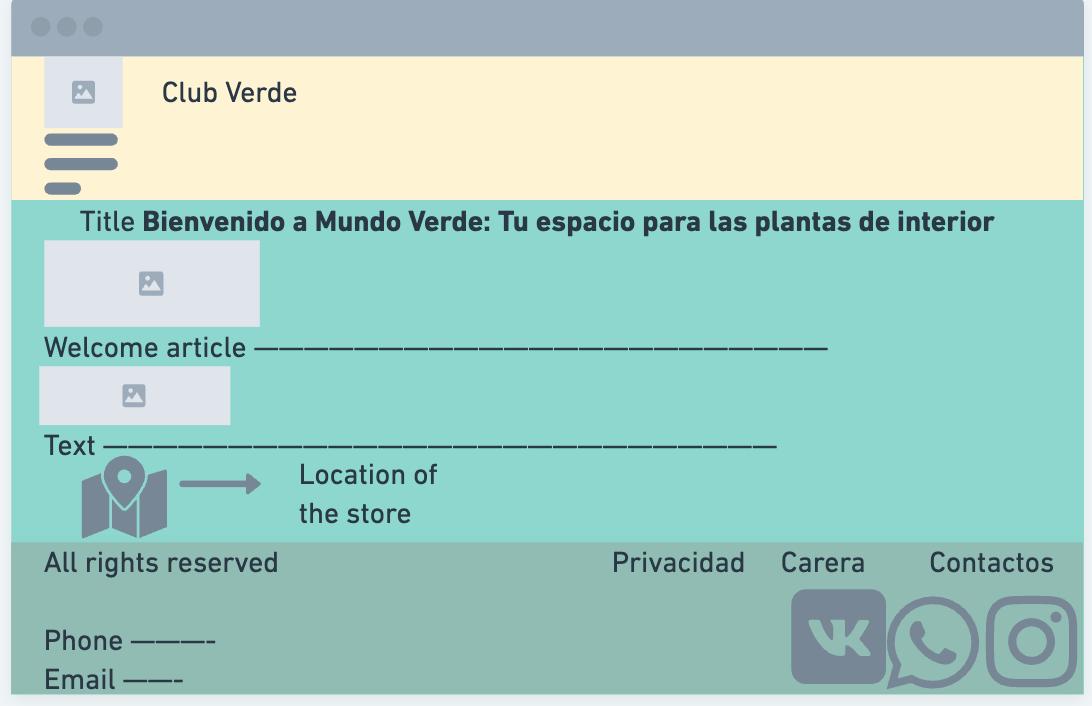 Club Verde
Title Bienvenido a Mundo Verde: Tu espacio para las plantas de interior
Welcome article ———————————————————————
Text ———————————————————————————
Location of
the store
All rights reserved Privacidad Carera Contactos
Phone ———-
Email ——-